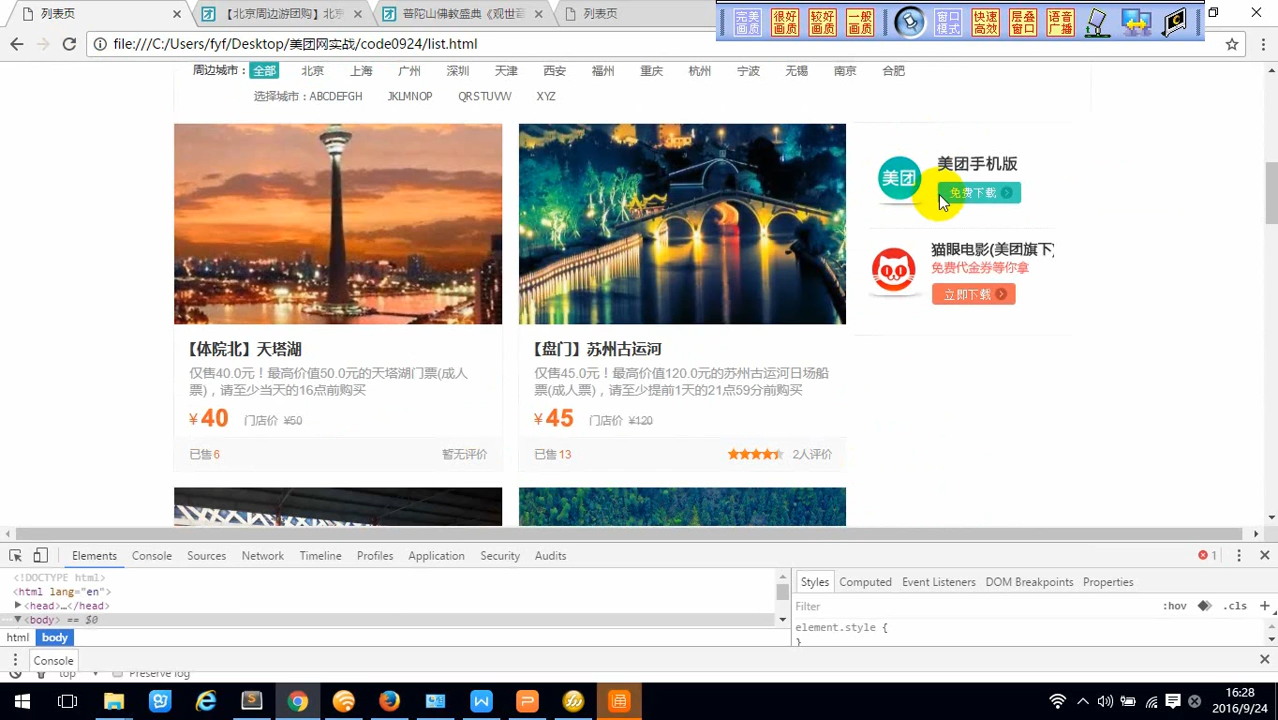 列表页
【北京周边游团购】北京
普陀山佛教盛典《观世音
列表页
完美画质 很好画质 较好画质 一般画质 窗口模式 快速高效 层叠窗口 语音广播
file:///C:/Users/fyf/Desktop/美团网实战/code0924/list.html
周边城市： 全部 北京 上海 广州 深圳 天津 西安 福州 重庆 杭州 宁波 无锡 南京 合肥
选择城市：ABCDEFGH JKLMNOP QRSTUVW XYZ
美团
美团手机版
免费下载
猫眼电影(美团旗下)
免费代金券等你拿
立即下载
【体院北】天塔湖
仅售40.0元！最高价值50.0元的天塔湖门票(成人
票)，请至少当天的16点前购买
¥40 门店价 ¥50
已售6 暂无评价
【盘门】苏州古运河
仅售45.0元！最高价值120.0元的苏州古运河日场船
票(成人票)，请至少提前1天的21点59分前购买
¥45 门店价 ¥120
已售13 2人评价
Elements Console Sources Network Timeline Profiles Application Security Audits 1
<!DOCTYPE html>
<html lang="en">
<head>…</head>
<body> == $0
html body
Styles Computed Event Listeners DOM Breakpoints Properties
Filter :hov .cls
element.style {
}
Console
top Preserve log
16:28
2016/9/24